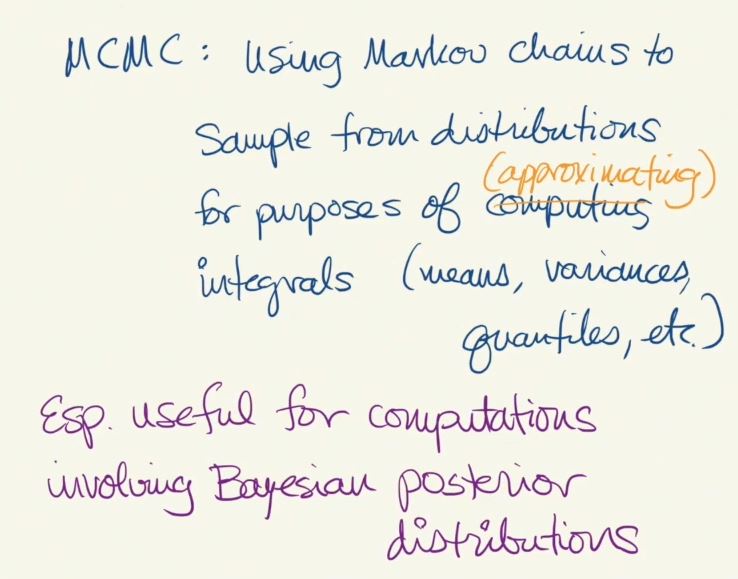 MCMC: Using Markov chains to
Sample from distributions
(approximating)
for purposes of computing
integrals (means, variances,
quantiles, etc.)
Esp. useful for computations
involving Bayesian posterior
distributions